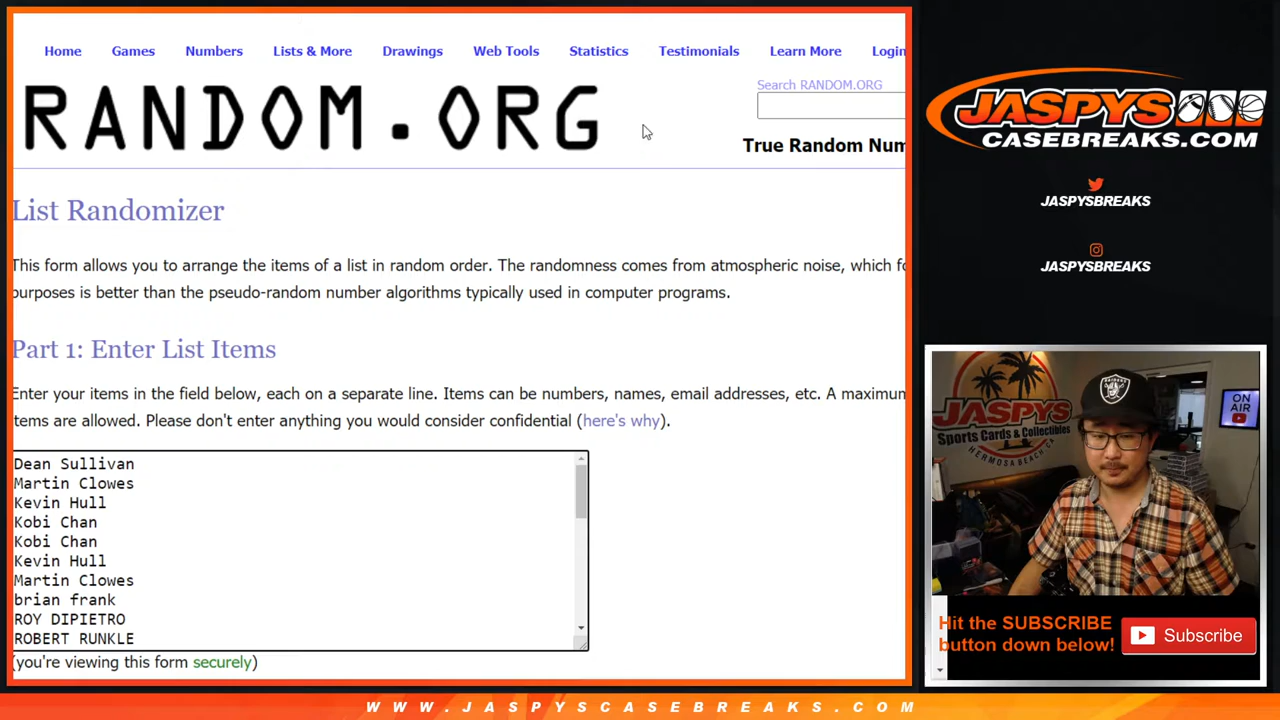 Home Games Numbers Lists & More Drawings Web Tools Statistics Testimonials Learn More Login
RANDOM.ORG
Search RANDOM.ORG
True Random Num
List Randomizer
This form allows you to arrange the items of a list in random order. The randomness comes from atmospheric noise, which fo
purposes is better than the pseudo-random number algorithms typically used in computer programs.
Part 1: Enter List Items
Enter your items in the field below, each on a separate line. Items can be numbers, names, email addresses, etc. A maximum
items are allowed. Please don't enter anything you would consider confidential (here's why).
Dean Sullivan
Martin Clowes
Kevin Hull
Kobi Chan
Kobi Chan
Kevin Hull
Martin Clowes
brian frank
ROY DIPIETRO
ROBERT RUNKLE
(you're viewing this form securely)
JASPYS
CASEBREAKS.COM
JASPYSBREAKS
JASPYSBREAKS
JASPYS
Sports Cards & Collectibles
HERMOSA BEACH CA
RAIDERS
ON
AIR
Hit the SUBSCRIBE
button down below!
Subscribe
WWW.JASPYSCASEBREAKS.COM